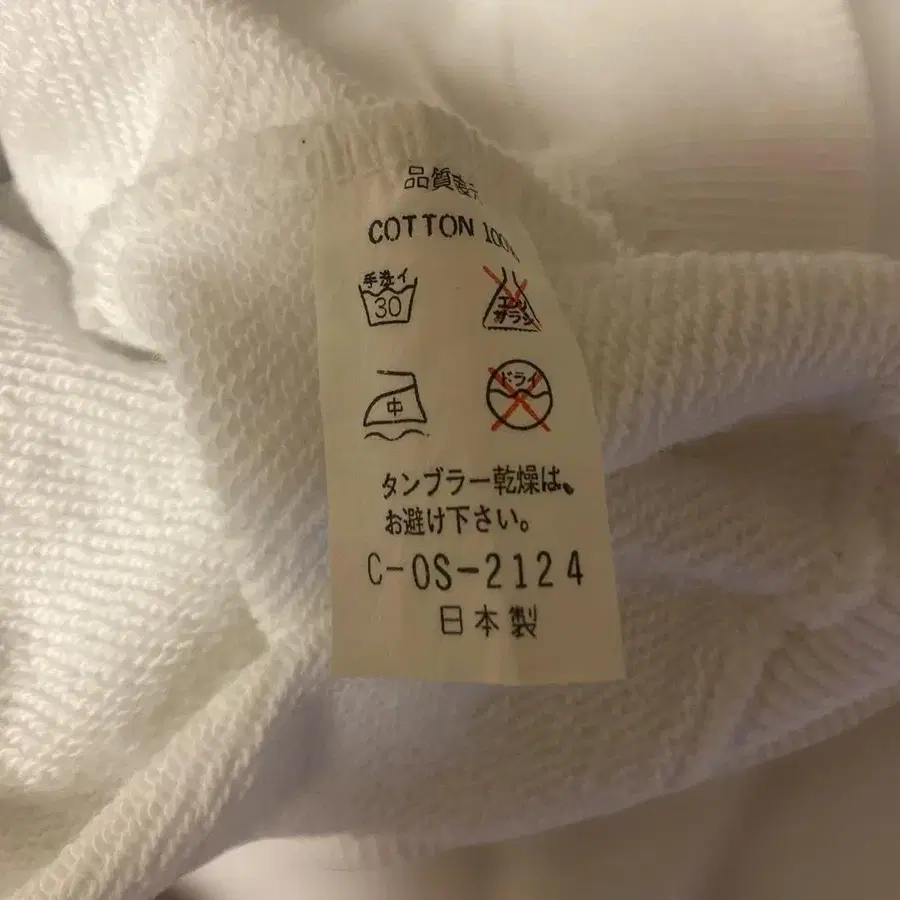 品質表示
COTTON 100%
手洗イ
30
エンソ
サラシ
中
ドライ
タンブラー乾燥は、
お避け下さい。
C-OS-2124
日本製